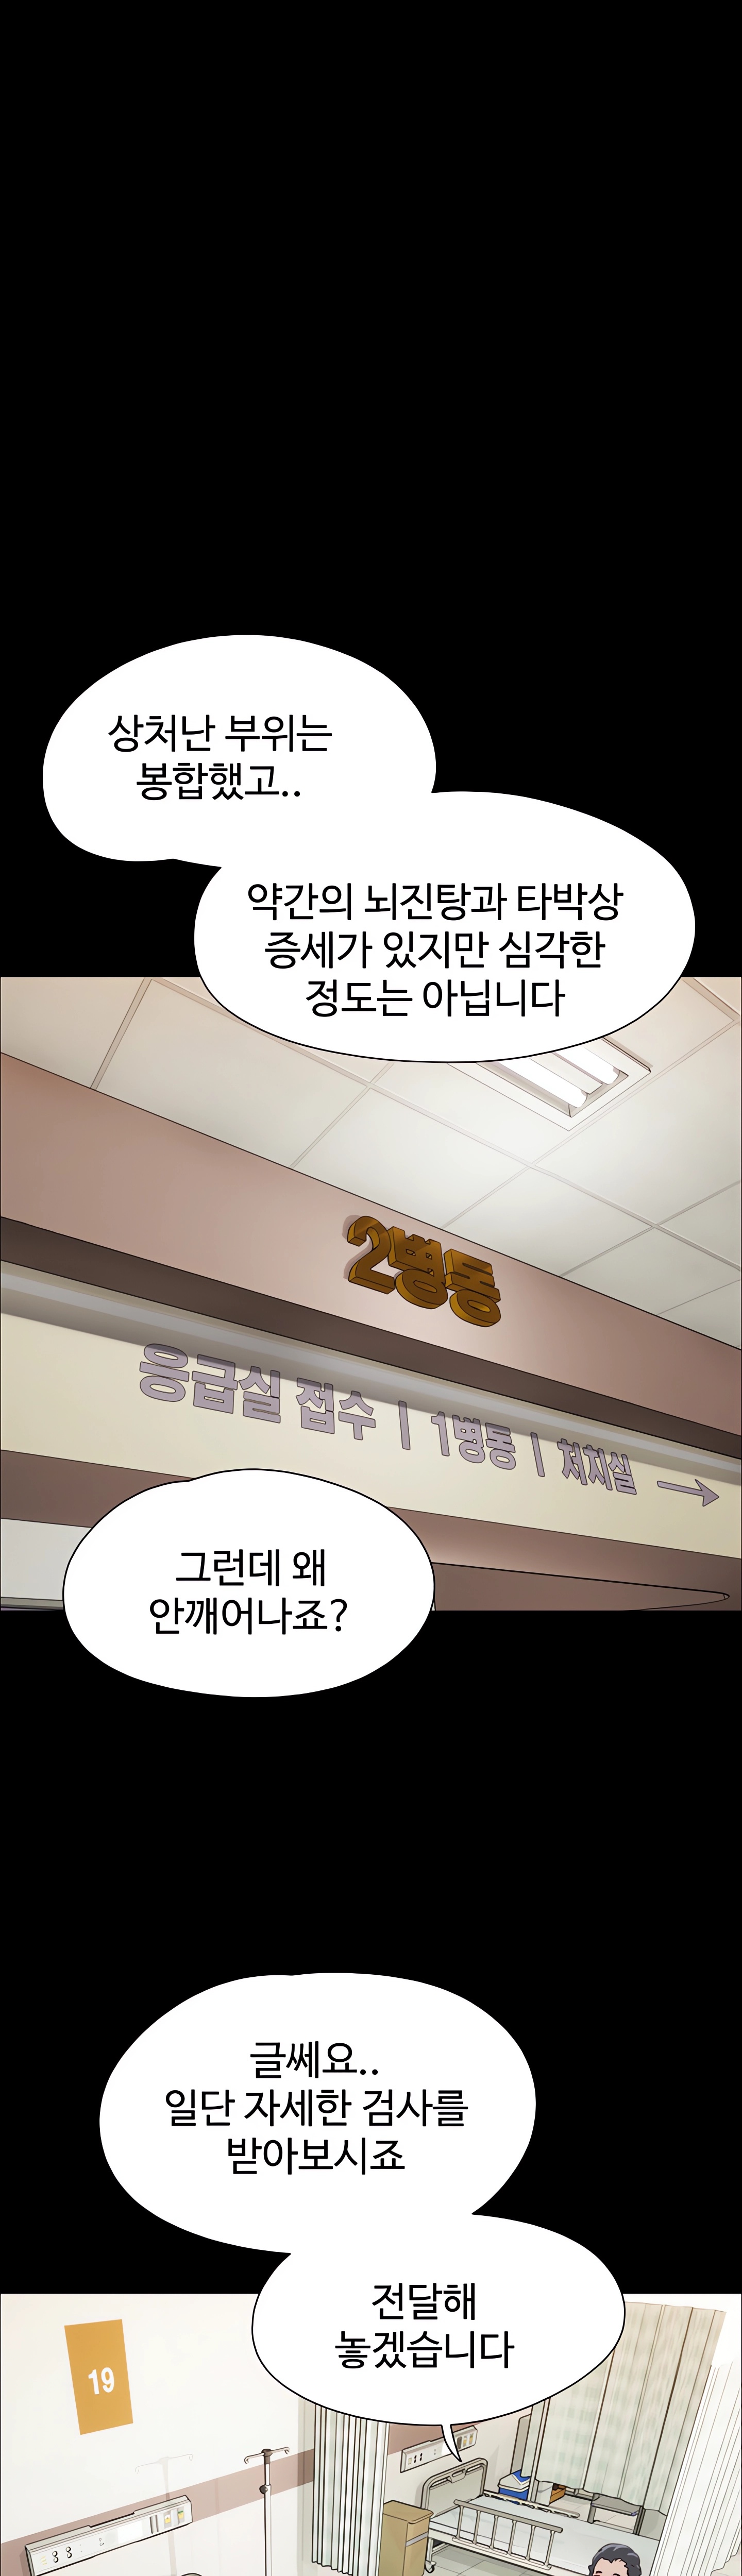 상처난 부위는
봉합했고..
약간의 뇌진탕과 타박상
증세가 있지만 심각한
정도는 아닙니다
2병동
응급실 접수 | 1병동 | 처치실 →
그런데 왜
안깨어나죠?
글쎄요..
일단 자세한 검사를
받아보시죠
전달해
놓겠습니다
19